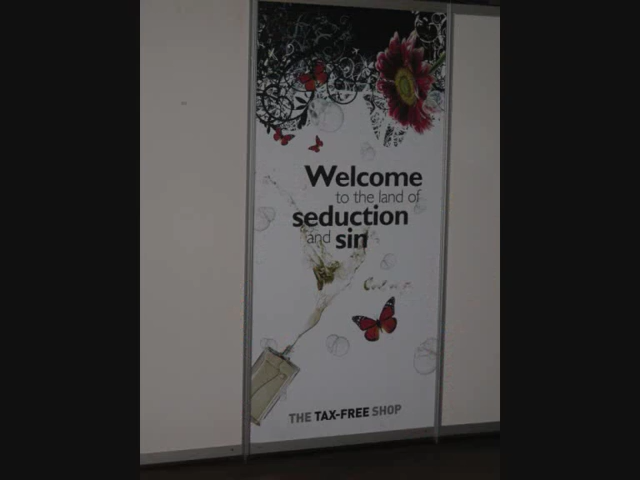 Welcome
to the land of
seduction
and sin
THE TAX-FREE SHOP